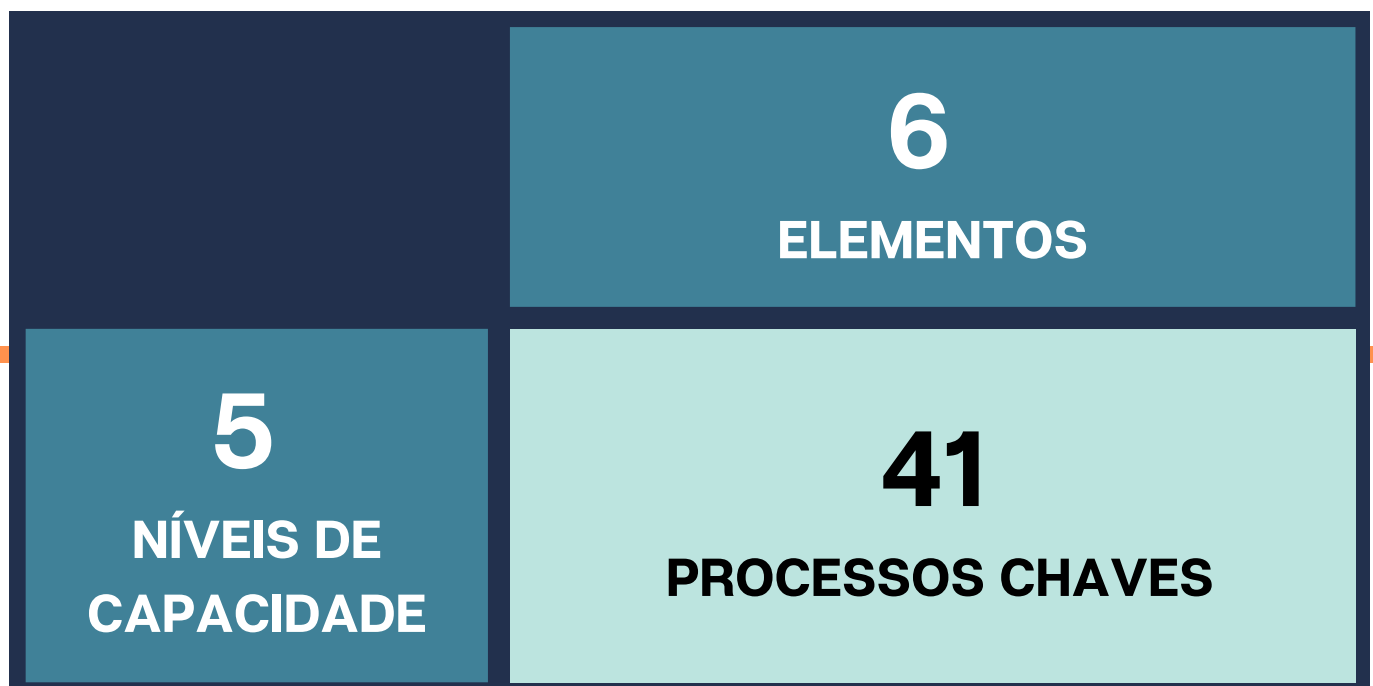 6
ELEMENTOS
5
NÍVEIS DE
CAPACIDADE
41
PROCESSOS CHAVES